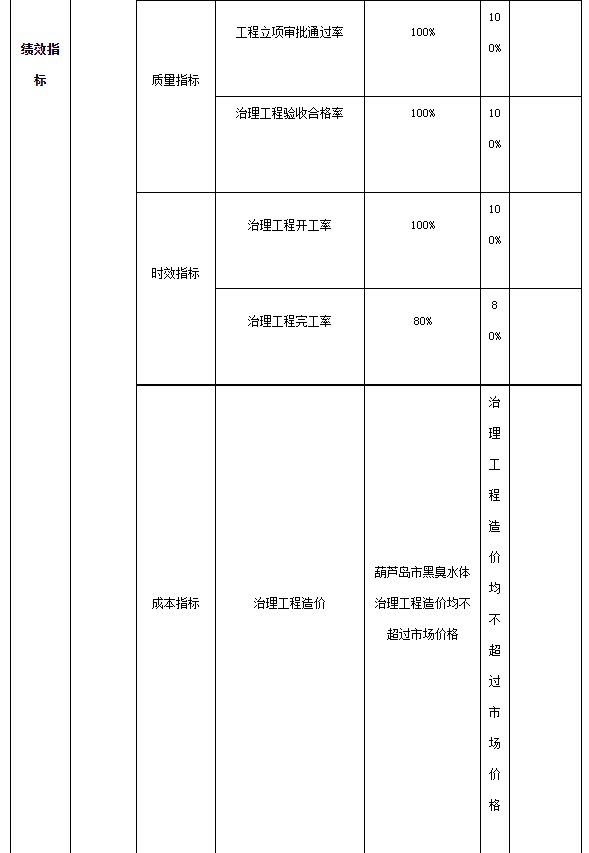 绩效指
标
质量指标
工程立项审批通过率
100%
10
0%
治理工程验收合格率
100%
10
0%
时效指标
治理工程开工率
100%
10
0%
治理工程完工率
80%
8
0%
成本指标
治理工程造价
葫芦岛市黑臭水体
治理工程造价均不
超过市场价格
治
理
工
程
造
价
均
不
超
过
市
场
价
格